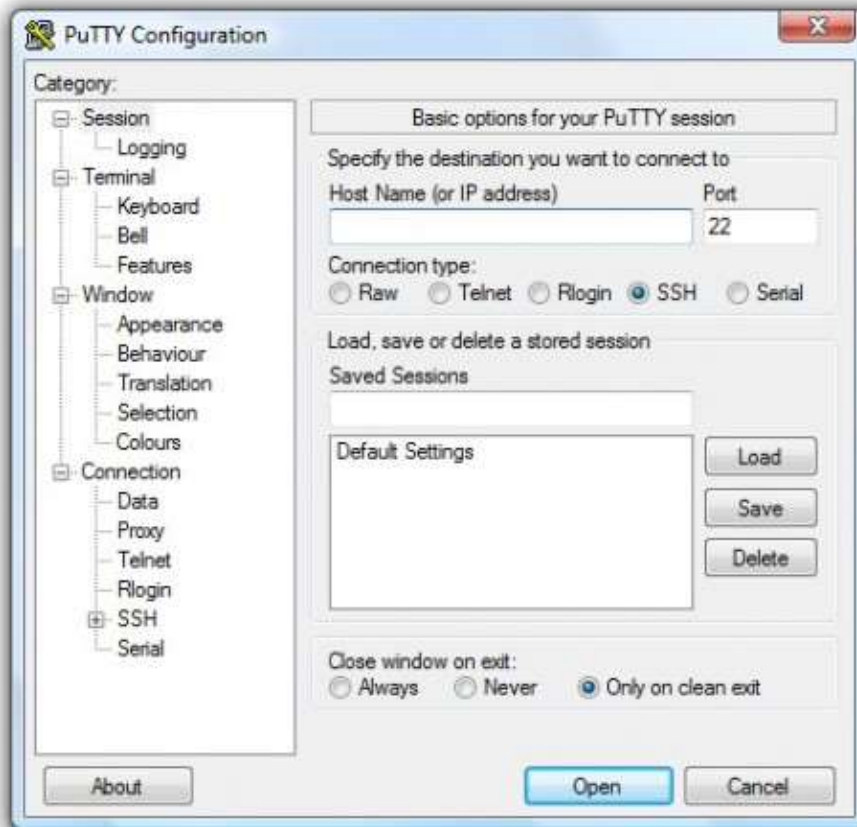 PuTTY Configuration
Category:
Session
Logging
Terminal
Keyboard
Bell
Features
Window
Appearance
Behaviour
Translation
Selection
Colours
Connection
Data
Proxy
Telnet
Rlogin
SSH
Serial
Basic options for your PuTTY session
Specify the destination you want to connect to
Host Name (or IP address) Port
22
Connection type:
Raw Telnet Rlogin SSH Serial
Load, save or delete a stored session
Saved Sessions
Default Settings
Load
Save
Delete
Close window on exit:
Always Never Only on clean exit
About Open Cancel